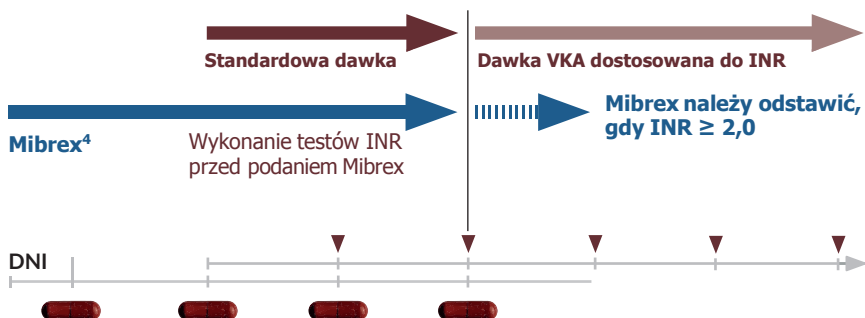 Standardowa dawka
Dawka VKA dostosowana do INR
Mibrex⁴
Wykonanie testów INR
przed podaniem Mibrex
Mibrex należy odstawić,
gdy INR ≥ 2,0
DNI